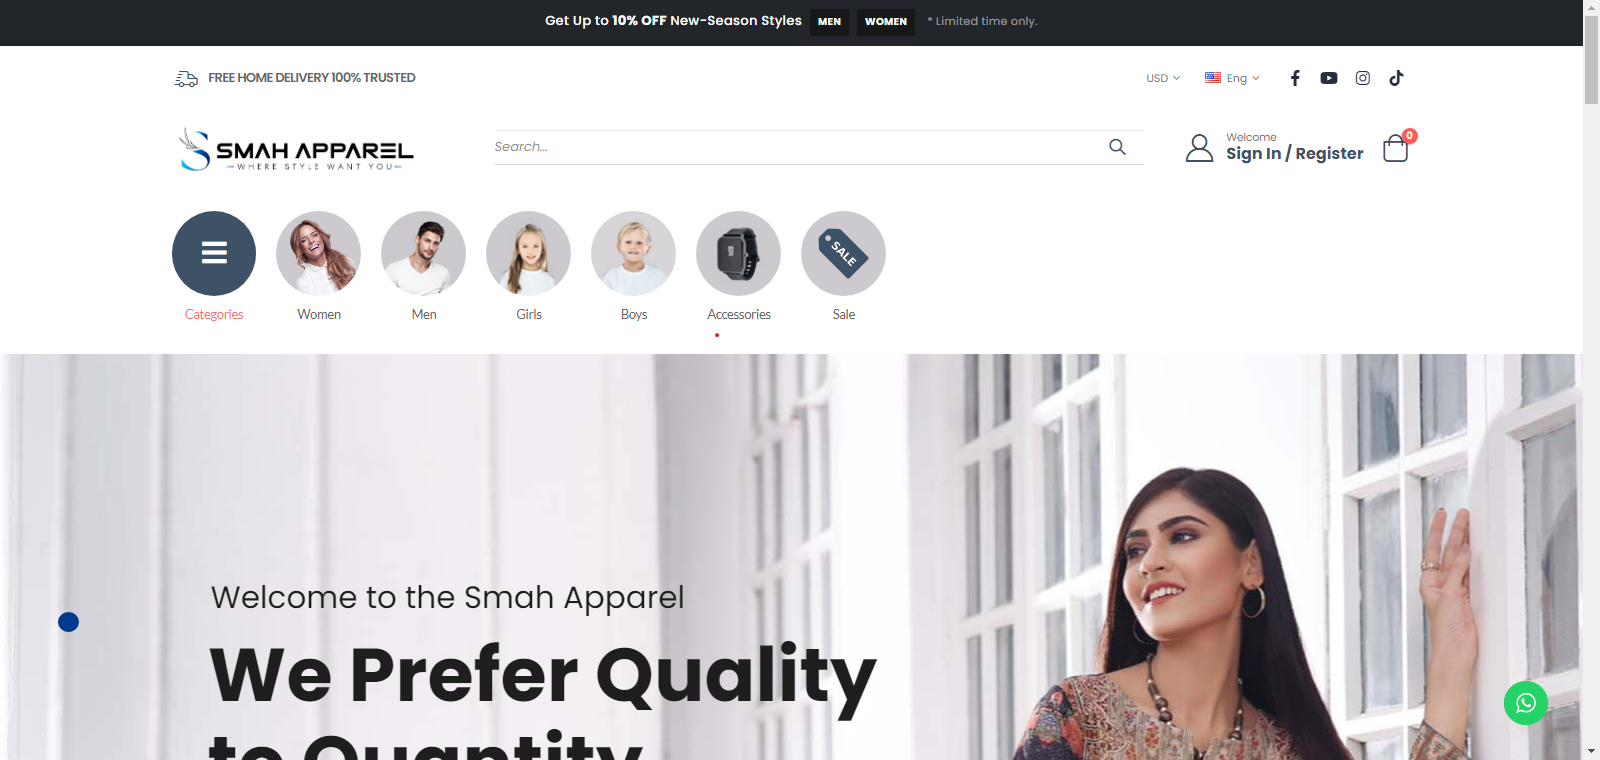 Get Up to 10% OFF New-Season Styles MEN WOMEN * Limited time only.
FREE HOME DELIVERY 100% TRUSTED
USD Eng
SMAH APPAREL
WHERE STYLE WANT YOU
Search...
Welcome
Sign In / Register
0
SALE
Categories Women Men Girls Boys Accessories Sale
Welcome to the Smah Apparel
We Prefer Quality
to Quantity